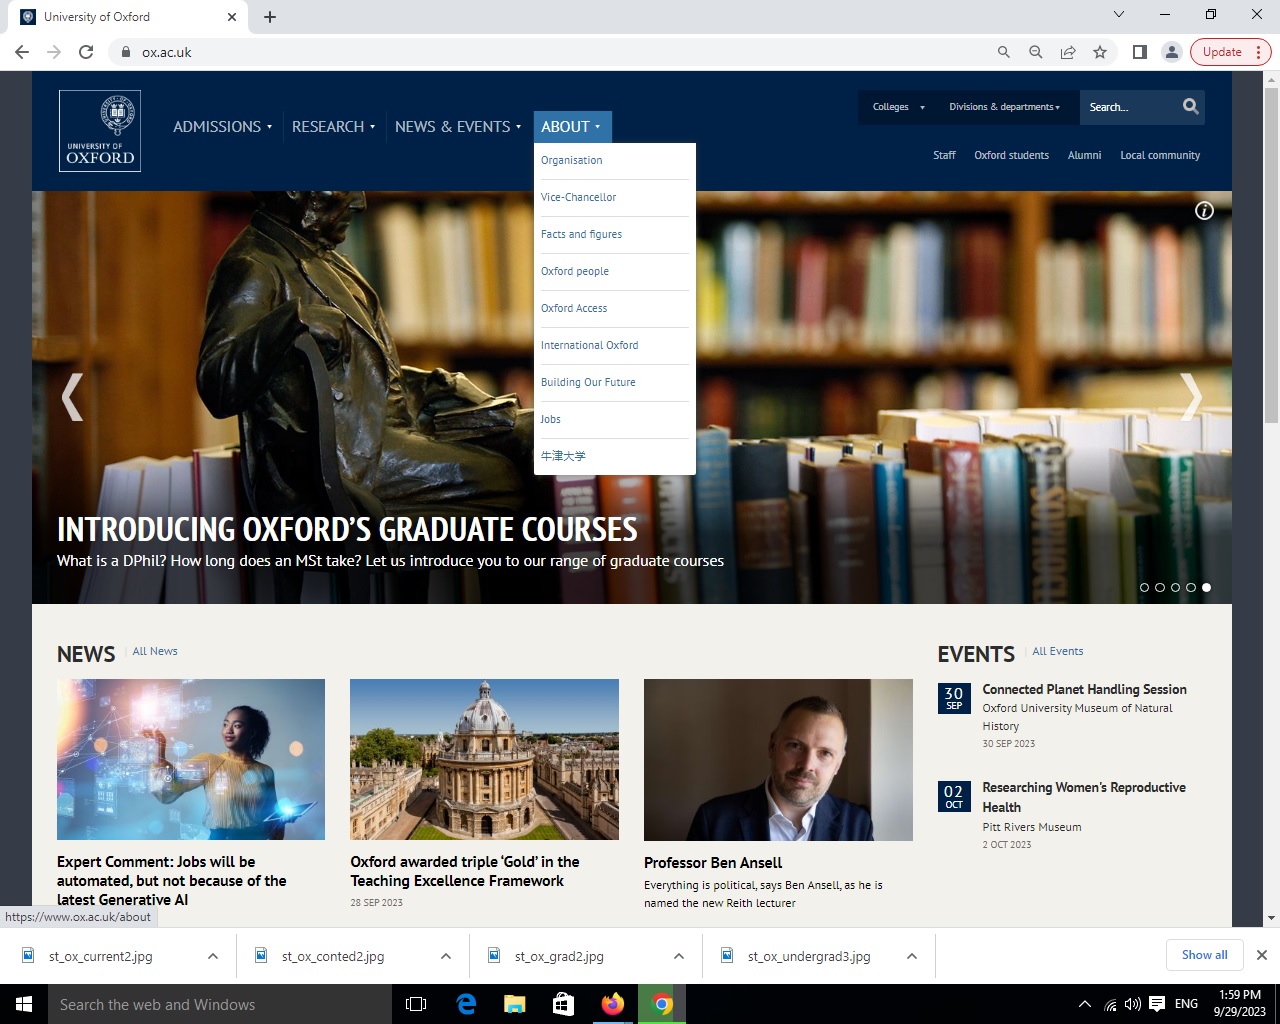 University of Oxford
ox.ac.uk
Update
UNIVERSITY OF
OXFORD
ADMISSIONS
RESEARCH
NEWS & EVENTS
ABOUT
Colleges
Divisions & departments
Search...
Staff
Oxford students
Alumni
Local community
Organisation
Vice-Chancellor
Facts and figures
Oxford people
Oxford Access
International Oxford
Building Our Future
Jobs
牛津大学
INTRODUCING OXFORD'S GRADUATE COURSES
What is a DPhil? How long does an MSt take? Let us introduce you to our range of graduate courses
NEWS
All News
Expert Comment: Jobs will be
automated, but not because of the
latest Generative AI
Oxford awarded triple ‘Gold’ in the
Teaching Excellence Framework
28 SEP 2023
Professor Ben Ansell
Everything is political, says Ben Ansell, as he is
named the new Reith lecturer
EVENTS
All Events
30
SEP
Connected Planet Handling Session
Oxford University Museum of Natural
History
30 SEP 2023
02
OCT
Researching Women's Reproductive
Health
Pitt Rivers Museum
2 OCT 2023
https://www.ox.ac.uk/about
st_ox_current2.jpg
st_ox_conted2.jpg
st_ox_grad2.jpg
st_ox_undergrad3.jpg
Show all
Search the web and Windows
ENG
1:59 PM
9/29/2023